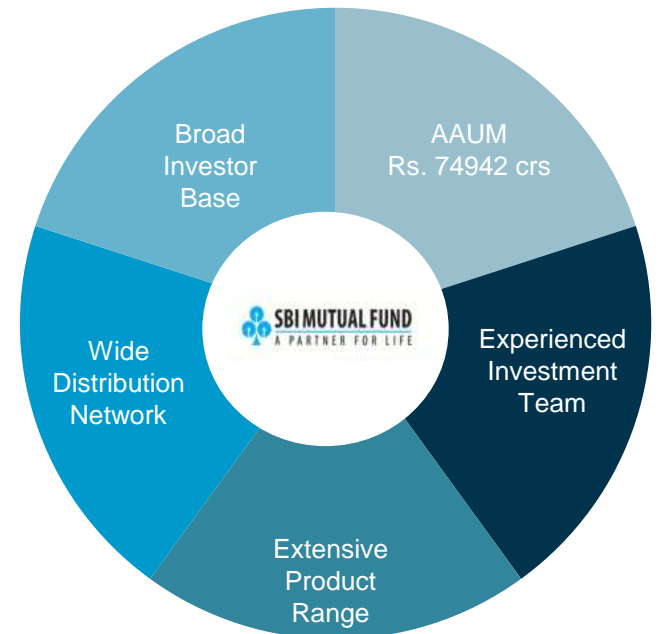 Broad
Investor
Base
AAUM
Rs. 74942 crs
Wide
Distribution
Network
SBI MUTUAL FUND
A PARTNER FOR LIFE
Experienced
Investment
Team
Extensive
Product
Range